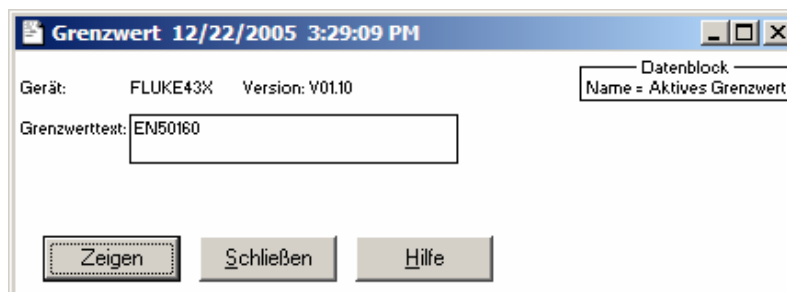 Grenzwert 12/22/2005 3:29:09 PM
Datenblock
Gerät: FLUKE43X Version: V01.10
Name = Aktives Grenzwert
Grenzwerttext: EN50160
Zeigen Schließen Hilfe